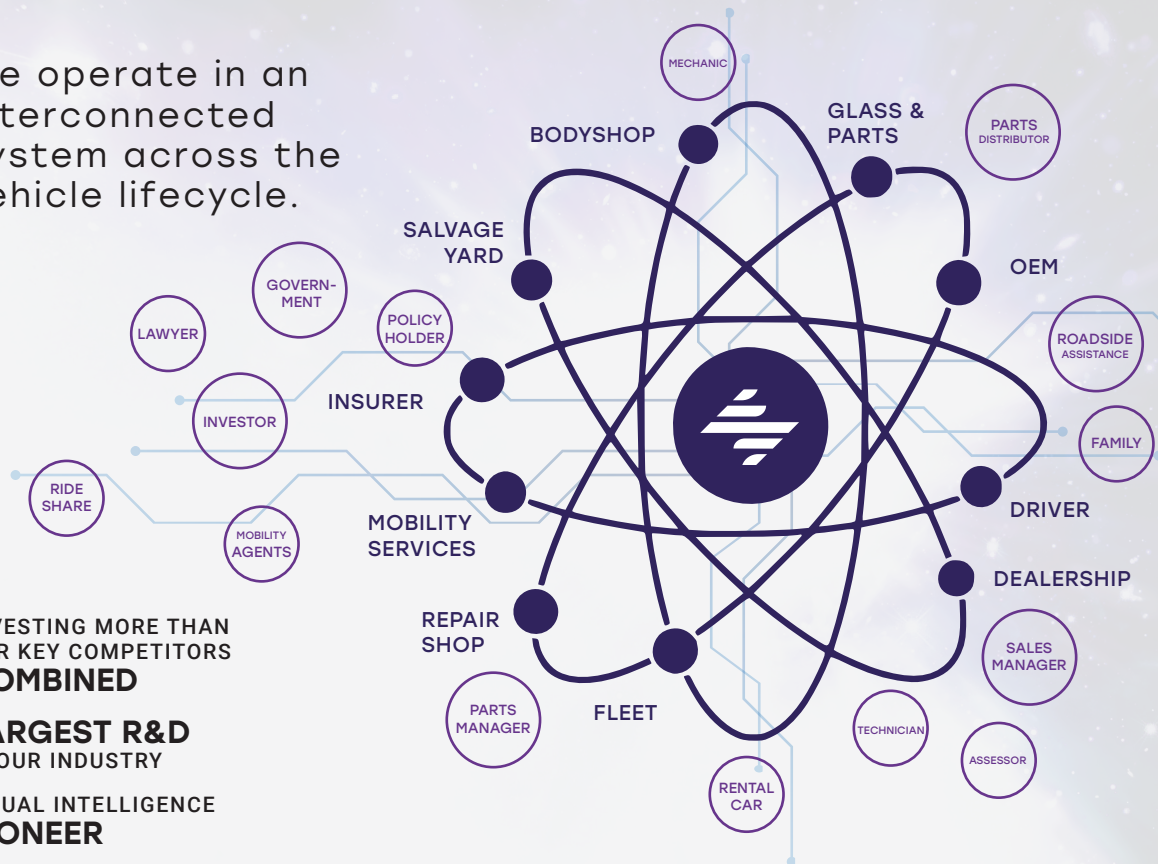 e operate in an
terconnected
ystem across the
ehicle lifecycle.
MECHANIC
BODYSHOP
GLASS &
PARTS
PARTS
DISTRIBUTOR
SALVAGE
YARD
OEM
GOVERN-
MENT
LAWYER
POLICY
HOLDER
ROADSIDE
ASSISTANCE
INSURER
INVESTOR
FAMILY
RIDE
SHARE
MOBILITY
AGENTS
MOBILITY
SERVICES
DRIVER
DEALERSHIP
REPAIR
SHOP
SALES
MANAGER
PARTS
MANAGER
FLEET
TECHNICIAN
ASSESSOR
RENTAL
CAR
VESTING MORE THAN
R KEY COMPETITORS
OMBINED
ARGEST R&D
OUR INDUSTRY
UAL INTELLIGENCE
ONEER